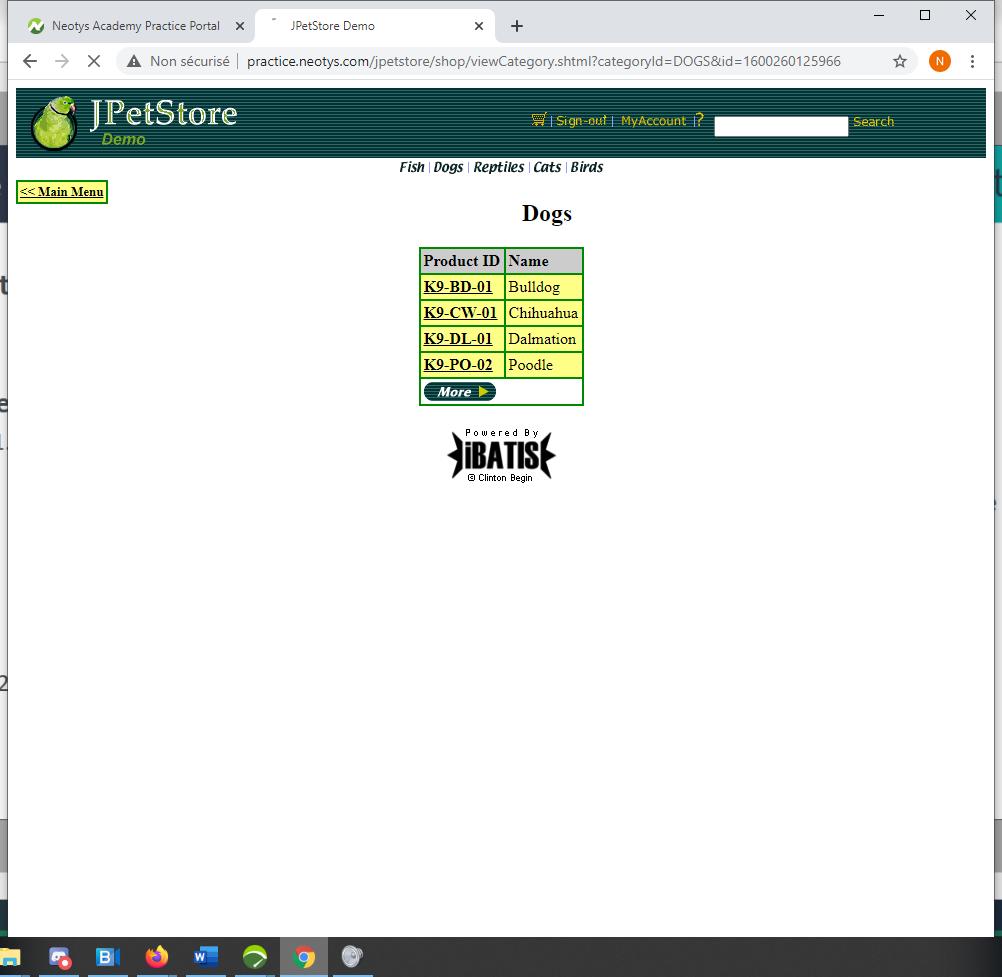 Neotys Academy Practice Portal
JPetStore Demo
Non sécurisé
practice.neotys.com/jpetstore/shop/viewCategory.shtml?categoryId=DOGS&id=1600260125966
N
JPetStore
Demo
| Sign-out | MyAccount | ?
Search
Fish | Dogs | Reptiles | Cats | Birds
<< Main Menu
Dogs
Product ID Name
K9-BD-01 Bulldog
K9-CW-01 Chihuahua
K9-DL-01 Dalmation
K9-PO-02 Poodle
More
Powered By
iBATIS
© Clinton Begin